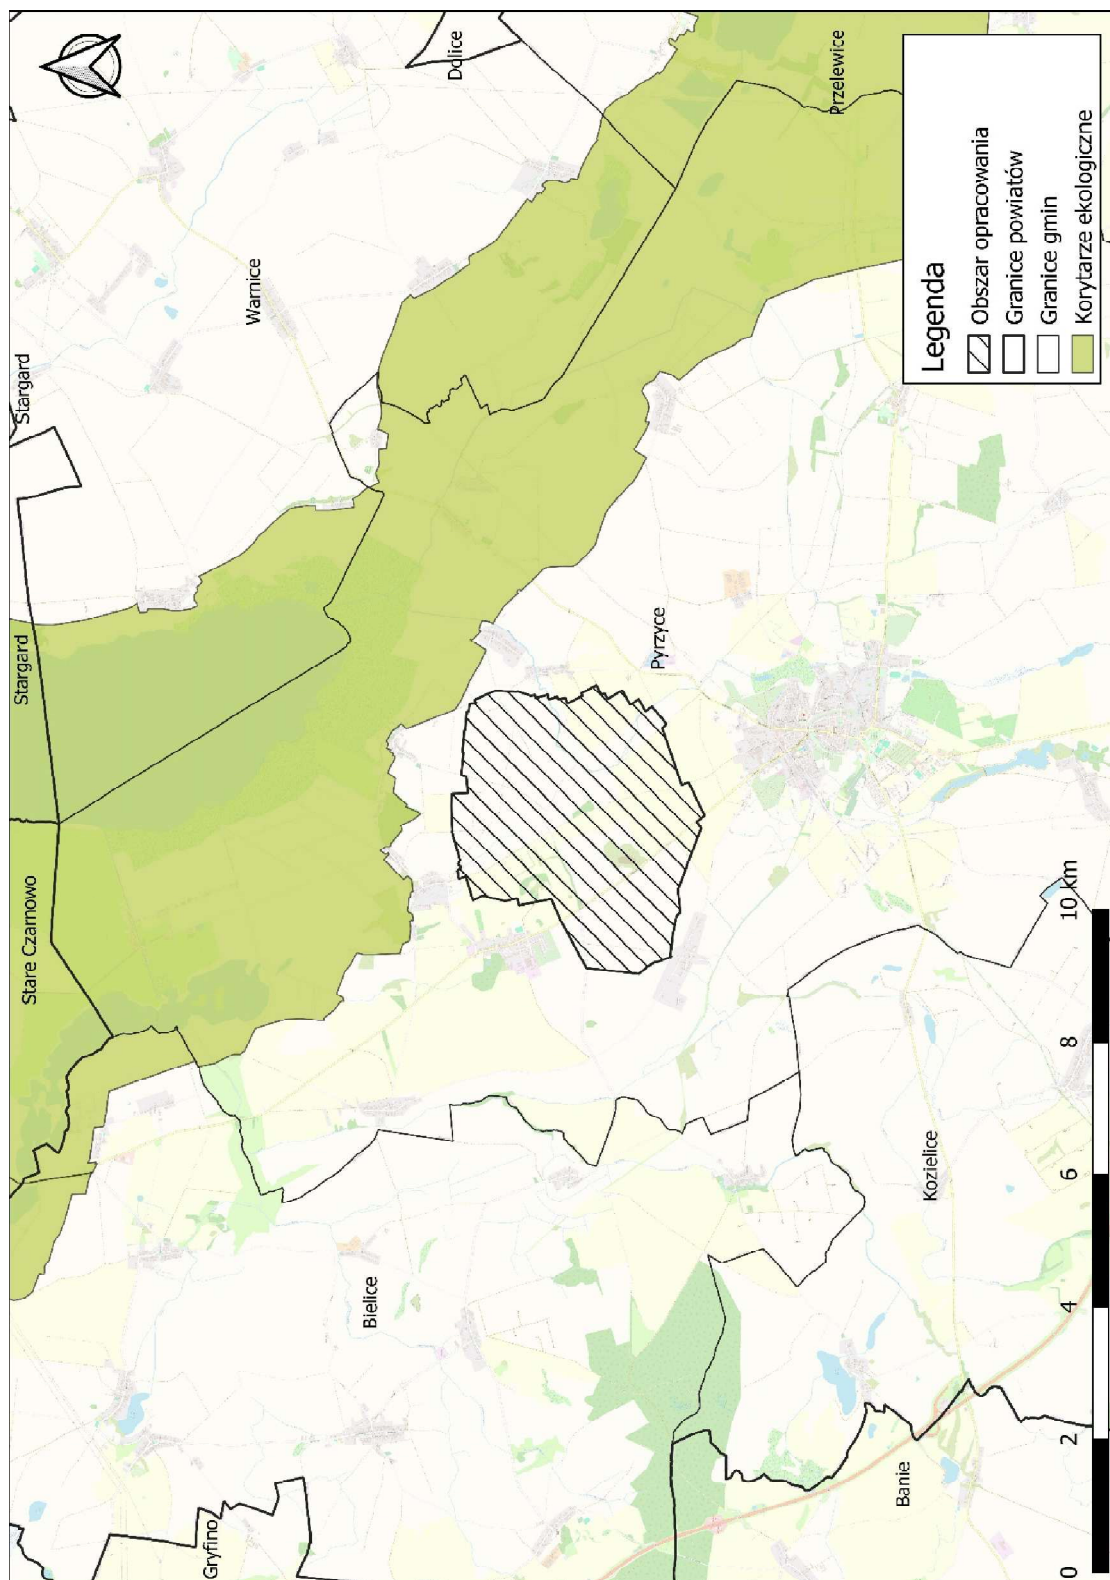 Stargard
Stargard
Stare Czarnowo
Dolice
Warnice
Przelewice
Pyrzyce
Bielice
Gryfino
Kozielice
Banie
Legenda
Obszar opracowania
Granice powiatów
Granice gmin
Korytarze ekologiczne
0 2 4 6 8 10 km